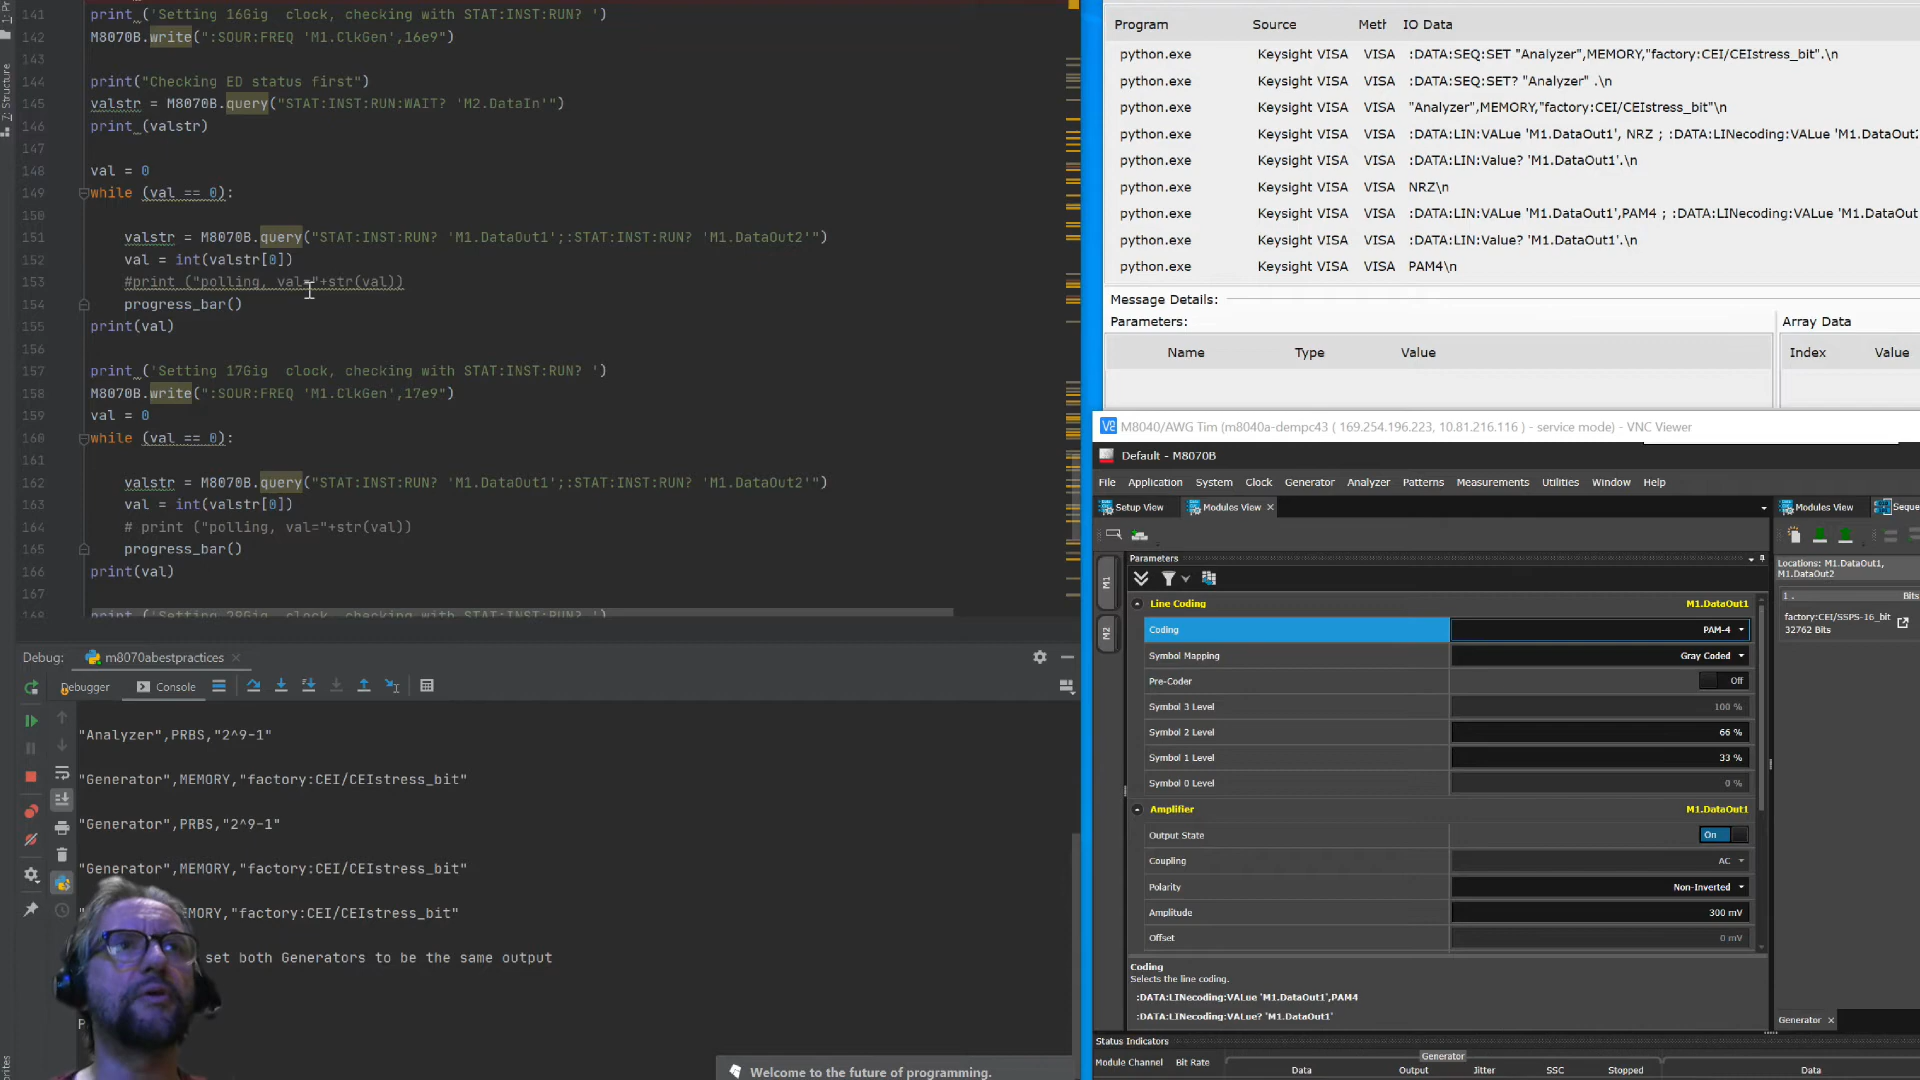 141 print ('Setting 16Gig  clock, checking with STAT:INST:RUN? ')
142 M8070B.write(":SOUR:FREQ 'M1.ClkGen',16e9")
143
144 print("Checking ED status first")
145 valstr = M8070B.query("STAT:INST:RUN:WAIT? 'M2.DataIn'")
146 print (valstr)
147
148 val = 0
149 while (val == 0):
150
151 valstr = M8070B.query("STAT:INST:RUN? 'M1.DataOut1';:STAT:INST:RUN? 'M1.DataOut2'")
152 val = int(valstr[0])
153 #print ("polling, val="+str(val))
154 progress_bar()
155 print(val)
156
157 print ('Setting 17Gig  clock, checking with STAT:INST:RUN? ')
158 M8070B.write(":SOUR:FREQ 'M1.ClkGen',17e9")
159 val = 0
160 while (val == 0):
161
162 valstr = M8070B.query("STAT:INST:RUN? 'M1.DataOut1';:STAT:INST:RUN? 'M1.DataOut2'")
163 val = int(valstr[0])
164 # print ("polling, val="+str(val))
165 progress_bar()
166 print(val)
167
168 print ('Setting 28Gig  clock, checking with STAT:INST:RUN? ')
Z: Structure
Debug: m8070abestpractices
Debugger Console
"Analyzer",PRBS,"2^9-1"
"Generator",MEMORY,"factory:CEI/CEIstress_bit"
"Generator",PRBS,"2^9-1"
"Generator",MEMORY,"factory:CEI/CEIstress_bit"
MORY,"factory:CEI/CEIstress_bit"
set both Generators to be the same output
Welcome to the future of programming.
Program Source Meth IO Data
python.exe Keysight VISA VISA :DATA:SEQ:SET "Analyzer",MEMORY,"factory:CEI/CEIstress_bit".\n
python.exe Keysight VISA VISA :DATA:SEQ:SET? "Analyzer" .\n
python.exe Keysight VISA VISA "Analyzer",MEMORY,"factory:CEI/CEIstress_bit"\n
python.exe Keysight VISA VISA :DATA:LIN:VALue 'M1.DataOut1', NRZ ; :DATA:LINecoding:VALue 'M1.DataOut2
python.exe Keysight VISA VISA :DATA:LIN:Value? 'M1.DataOut1'.\n
python.exe Keysight VISA VISA NRZ\n
python.exe Keysight VISA VISA :DATA:LIN:VALue 'M1.DataOut1',PAM4 ; :DATA:LINecoding:VALue 'M1.DataOut2
python.exe Keysight VISA VISA :DATA:LIN:Value? 'M1.DataOut1'.\n
python.exe Keysight VISA VISA PAM4\n
Message Details:
Parameters: Array Data
Name Type Value Index Value
M8040/AWG Tim (m8040a-dempc43 ( 169.254.196.223, 10.81.216.116 ) - service mode) - VNC Viewer
Default - M8070B
File Application System Clock Generator Analyzer Patterns Measurements Utilities Window Help
Setup View Modules View Modules View Seque
Parameters
Locations: M1.DataOut1,
M1.DataOut2
M1
M2
Line Coding M1.DataOut1
Coding PAM-4
Symbol Mapping Gray Coded
Pre-Coder Off
Symbol 3 Level 100 %
Symbol 2 Level 66 %
Symbol 1 Level 33 %
Symbol 0 Level 0 %
Amplifier M1.DataOut1
Output State On
Coupling AC
Polarity Non-Inverted
Amplitude 300 mV
Offset 0 mV
1 . Bits
factory:CEI/SSPS-16_bit
32762 Bits
Coding
Selects the line coding.
:DATA:LINecoding:VALue 'M1.DataOut1',PAM4
:DATA:LINecoding:VALue? 'M1.DataOut1'
Generator
Status Indicators
Module Channel Bit Rate Generator
Data Output Jitter SSC Stopped Data